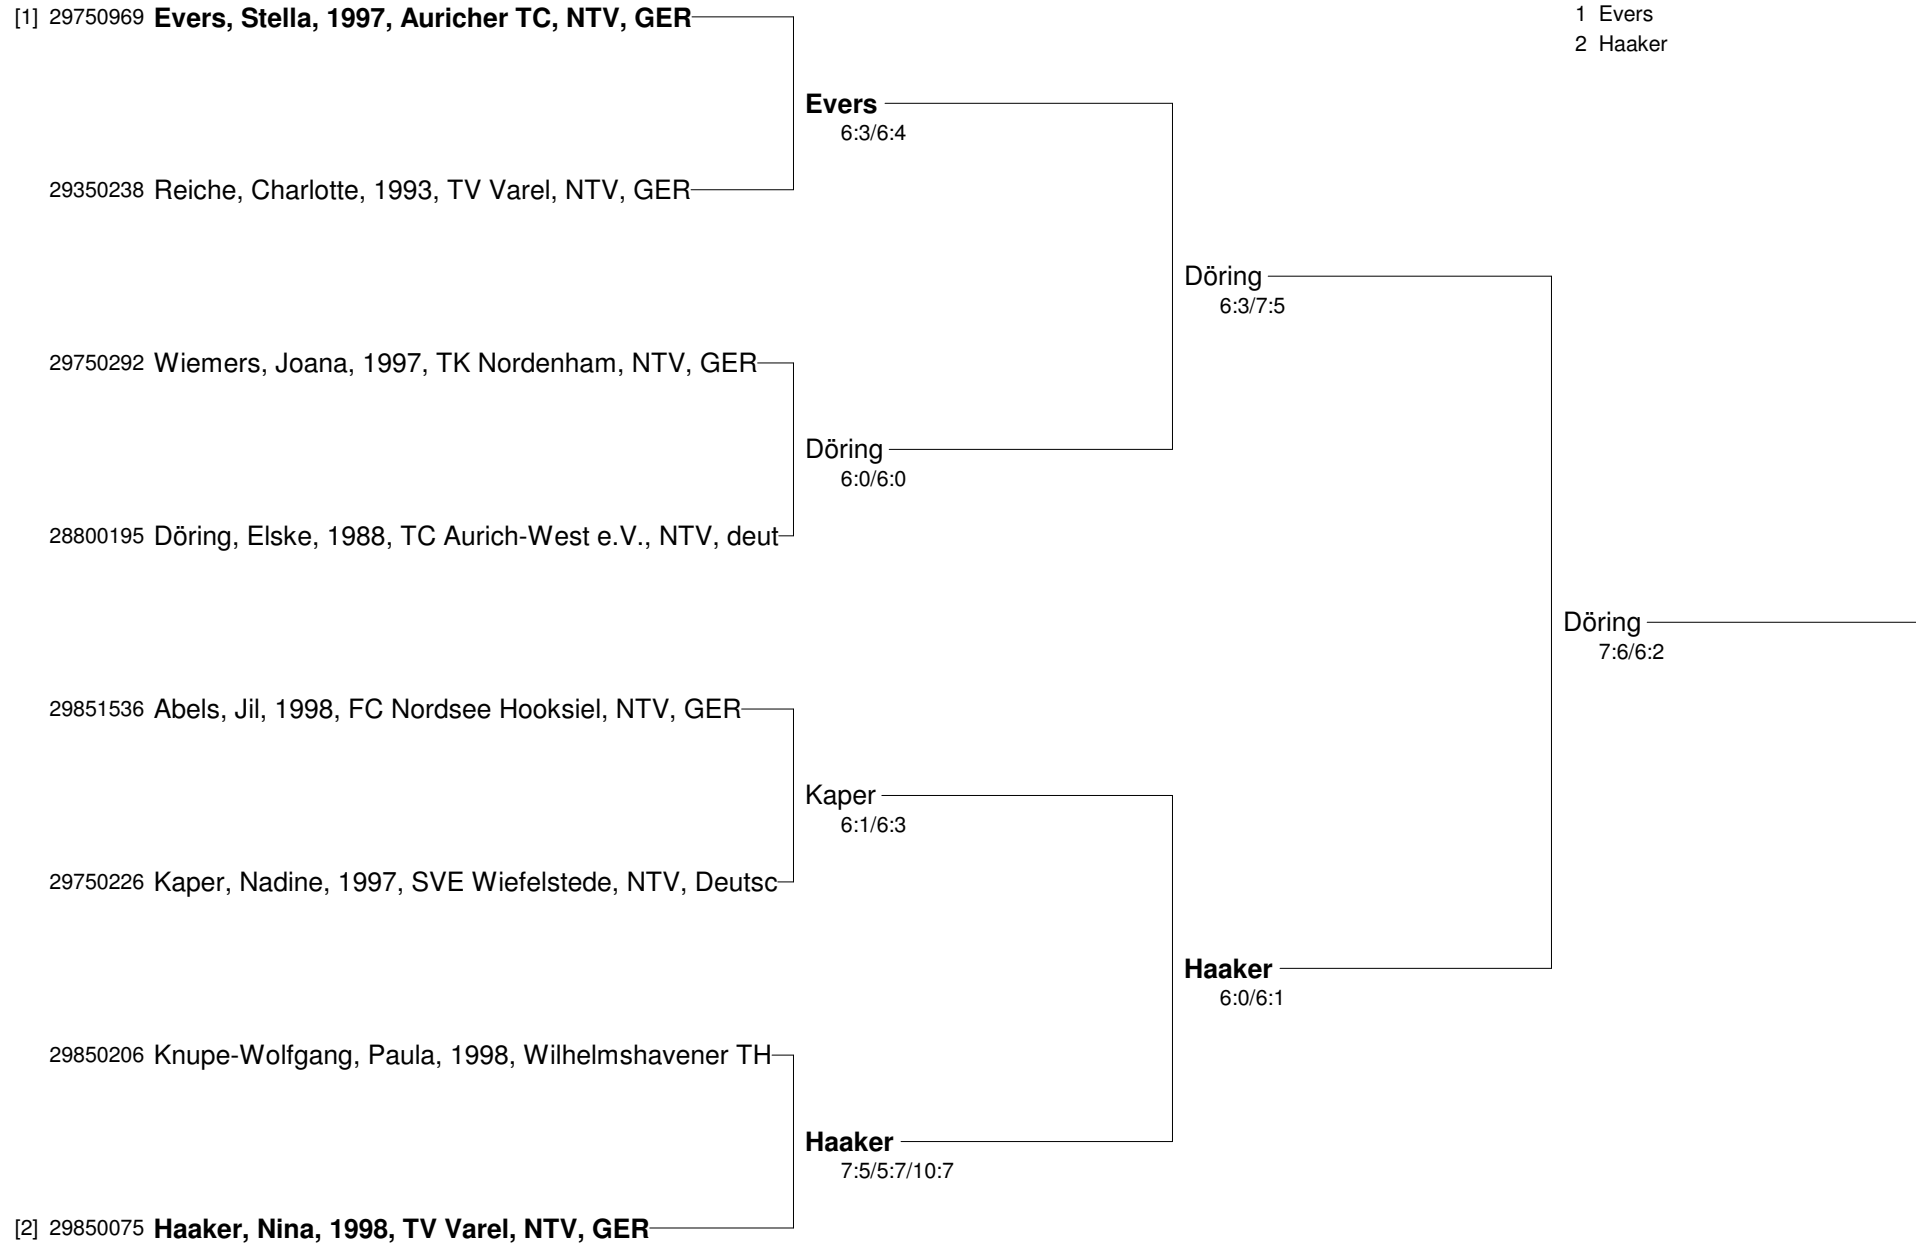 [1] 29750969 Evers, Stella, 1997, Auricher TC, NTV, GER
1 Evers
2 Haaker
Evers
6:3/6:4
29350238 Reiche, Charlotte, 1993, TV Varel, NTV, GER
Döring
6:3/7:5
29750292 Wiemers, Joana, 1997, TK Nordenham, NTV, GER
Döring
6:0/6:0
28800195 Döring, Elske, 1988, TC Aurich-West e.V., NTV, deut
Döring
7:6/6:2
29851536 Abels, Jil, 1998, FC Nordsee Hooksiel, NTV, GER
Kaper
6:1/6:3
29750226 Kaper, Nadine, 1997, SVE Wiefelstede, NTV, Deutsc
Haaker
6:0/6:1
29850206 Knupe-Wolfgang, Paula, 1998, Wilhelmshavener TH
Haaker
7:5/5:7/10:7
[2] 29850075 Haaker, Nina, 1998, TV Varel, NTV, GER